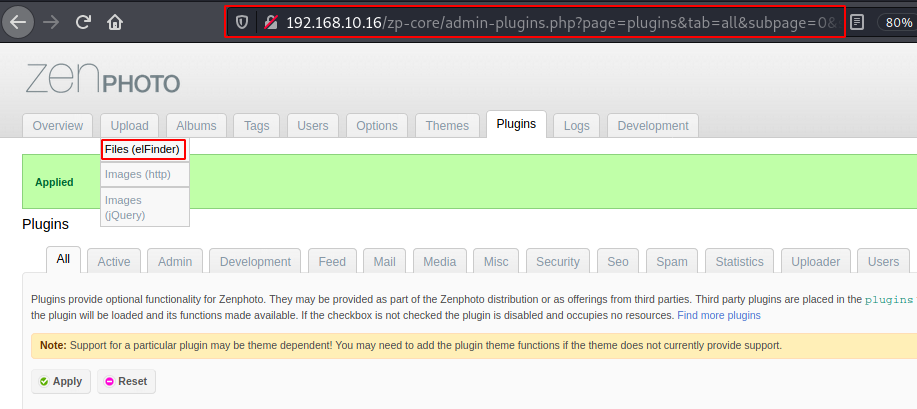 192.168.10.16/zp-core/admin-plugins.php?page=plugins&tab=all&subpage=0&
80%
zenPHOTO
Overview
Upload
Albums
Tags
Users
Options
Themes
Plugins
Logs
Development
Files (elFinder)
Images (http)
Images
(jQuery)
Applied
Plugins
All
Active
Admin
Development
Feed
Mail
Media
Misc
Security
Seo
Spam
Statistics
Uploader
Users
Plugins provide optional functionality for Zenphoto. They may be provided as part of the Zenphoto distribution or as offerings from third parties. Third party plugins are placed in the plugins
the plugin will be loaded and its functions made available. If the checkbox is not checked the plugin is disabled and occupies no resources. Find more plugins
Note: Support for a particular plugin may be theme dependent! You may need to add the plugin theme functions if the theme does not currently provide support.
Apply
Reset